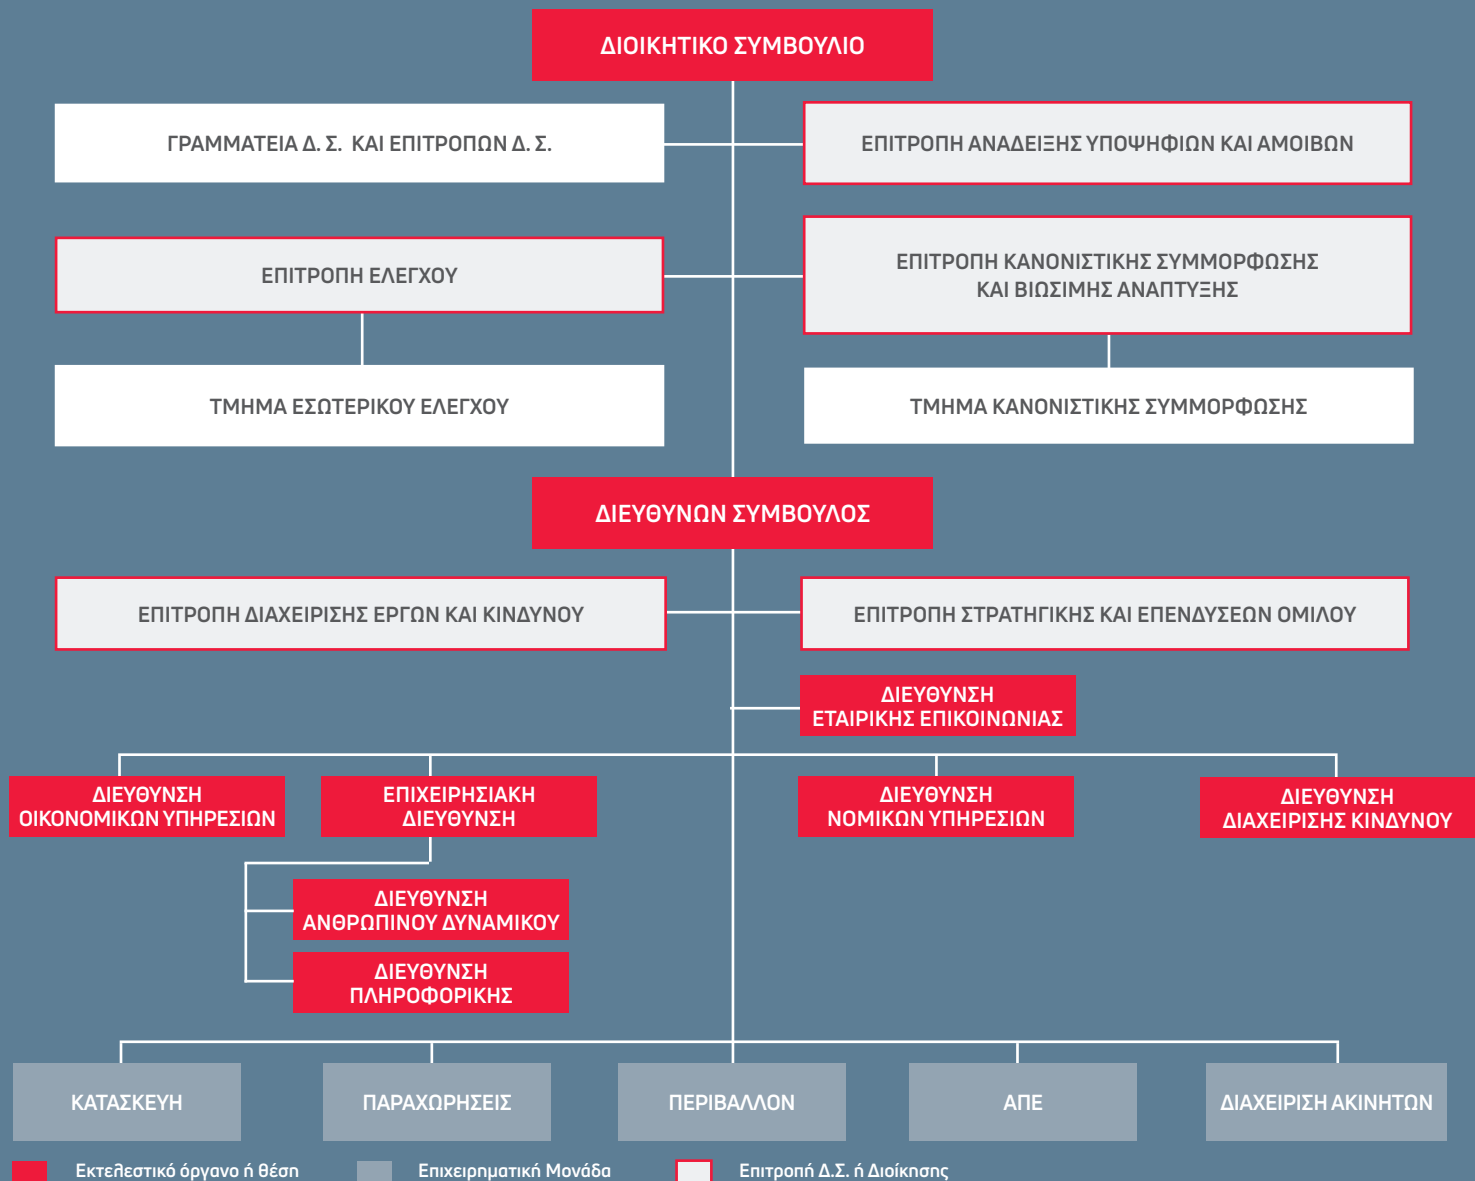 ΔΙΟΙΚΗΤΙΚΟ ΣΥΜΒΟΥΛΙΟ
ΓΡΑΜΜΑΤΕΙΑ Δ. Σ. ΚΑΙ ΕΠΙΤΡΟΠΩΝ Δ. Σ.
ΕΠΙΤΡΟΠΗ ΑΝΑΔΕΙΞΗΣ ΥΠΟΨΗΦΙΩΝ ΚΑΙ ΑΜΟΙΒΩΝ
ΕΠΙΤΡΟΠΗ ΕΛΕΓΧΟΥ
ΕΠΙΤΡΟΠΗ ΚΑΝΟΝΙΣΤΙΚΗΣ ΣΥΜΜΟΡΦΩΣΗΣ
ΚΑΙ ΒΙΩΣΙΜΗΣ ΑΝΑΠΤΥΞΗΣ
ΤΜΗΜΑ ΕΣΩΤΕΡΙΚΟΥ ΕΛΕΓΧΟΥ
ΤΜΗΜΑ ΚΑΝΟΝΙΣΤΙΚΗΣ ΣΥΜΜΟΡΦΩΣΗΣ
ΔΙΕΥΘΥΝΩΝ ΣΥΜΒΟΥΛΟΣ
ΕΠΙΤΡΟΠΗ ΔΙΑΧΕΙΡΙΣΗΣ ΕΡΓΩΝ ΚΑΙ ΚΙΝΔΥΝΟΥ
ΕΠΙΤΡΟΠΗ ΣΤΡΑΤΗΓΙΚΗΣ ΚΑΙ ΕΠΕΝΔΥΣΕΩΝ ΟΜΙΛΟΥ
ΔΙΕΥΘΥΝΣΗ
ΕΤΑΙΡΙΚΗΣ ΕΠΙΚΟΙΝΩΝΙΑΣ
ΔΙΕΥΘΥΝΣΗ
ΟΙΚΟΝΟΜΙΚΩΝ ΥΠΗΡΕΣΙΩΝ
ΕΠΙΧΕΙΡΗΣΙΑΚΗ
ΔΙΕΥΘΥΝΣΗ
ΔΙΕΥΘΥΝΣΗ
ΝΟΜΙΚΩΝ ΥΠΗΡΕΣΙΩΝ
ΔΙΕΥΘΥΝΣΗ
ΔΙΑΧΕΙΡΙΣΗΣ ΚΙΝΔΥΝΟΥ
ΔΙΕΥΘΥΝΣΗ
ΑΝΘΡΩΠΙΝΟΥ ΔΥΝΑΜΙΚΟΥ
ΔΙΕΥΘΥΝΣΗ
ΠΛΗΡΟΦΟΡΙΚΗΣ
ΚΑΤΑΣΚΕΥΗ
ΠΑΡΑΧΩΡΗΣΕΙΣ
ΠΕΡΙΒΑΛΛΟΝ
ΑΠΕ
ΔΙΑΧΕΙΡΙΣΗ ΑΚΙΝΗΤΩΝ
Εκτελεστικό όργανο ή θέση
Επιχειρηματική Μονάδα
Επιτροπή Δ.Σ. ή Διοίκησης